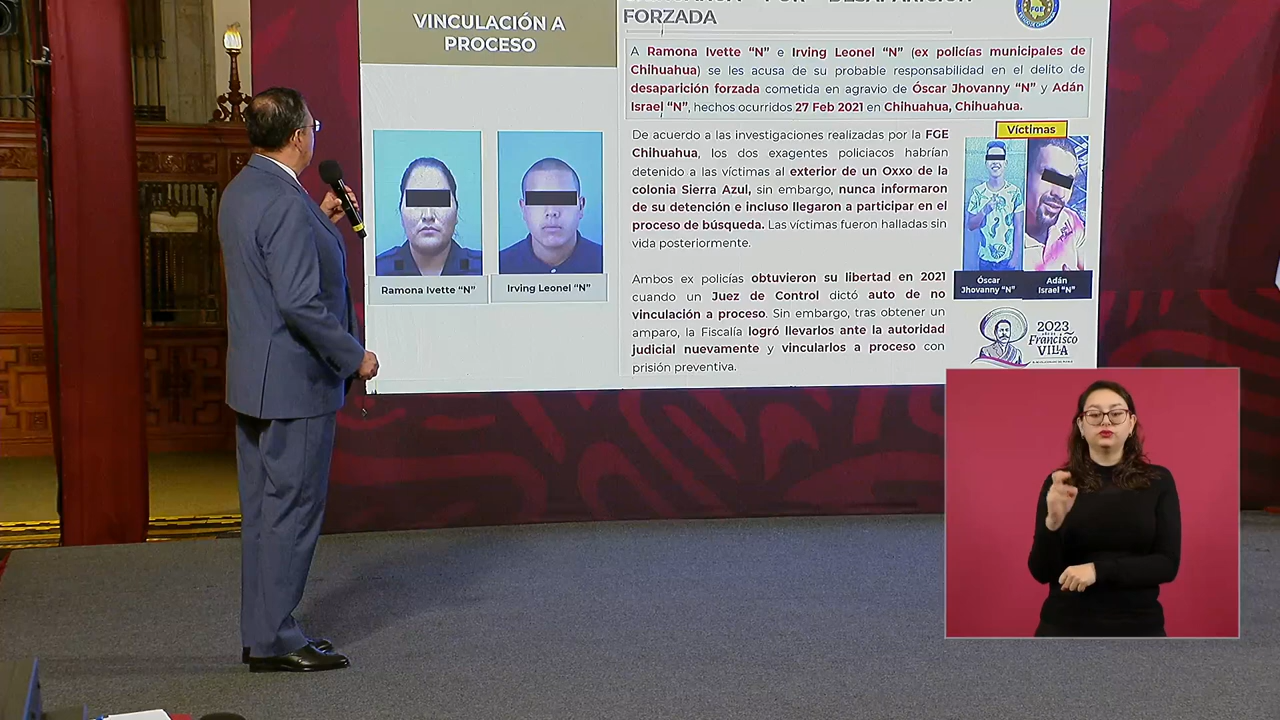 VINCULACIÓN A
PROCESO
FORZADA
FGE
A Ramona Ivette “N” e Irving Leonel “N” (ex policías municipales de
Chihuahua) se les acusa de su probable responsabilidad en el delito de
desaparición forzada cometida en agravio de Óscar Jhovanny “N” y Adán
Israel “N”, hechos ocurridos 27 Feb 2021 en Chihuahua, Chihuahua.
De acuerdo a las investigaciones realizadas por la FGE
Chihuahua, los dos exagentes policiacos habrían
detenido a las víctimas al exterior de un Oxxo de la
colonia Sierra Azul, sin embargo, nunca informaron
de su detención e incluso llegaron a participar en el
proceso de búsqueda. Las víctimas fueron halladas sin
vida posteriormente.
Ambos ex policías obtuvieron su libertad en 2021
cuando un Juez de Control dictó auto de no
vinculación a proceso. Sin embargo, tras obtener un
amparo, la Fiscalía logró llevarlos ante la autoridad
judicial nuevamente y vincularlos a proceso con
prisión preventiva.
Ramona Ivette “N”
Irving Leonel “N”
Víctimas
Óscar
Jhovanny “N”
Adán
Israel “N”
2023
Francisco
VILLA